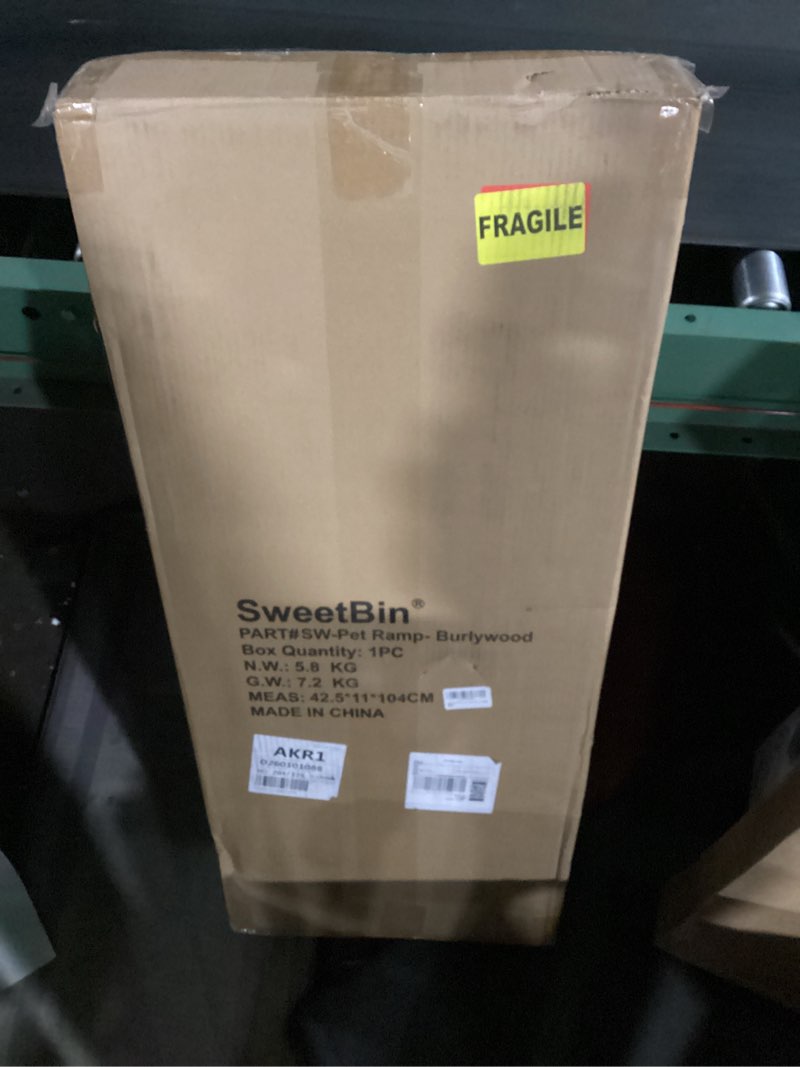 FRAGILE
SweetBin®
PART#SW-Pet Ramp- Burlywood
Box Quantity: 1PC
N.W.: 5.8 KG
G.W.: 7.2 KG
MEAS: 42.5*11*104CM
MADE IN CHINA
AKR1